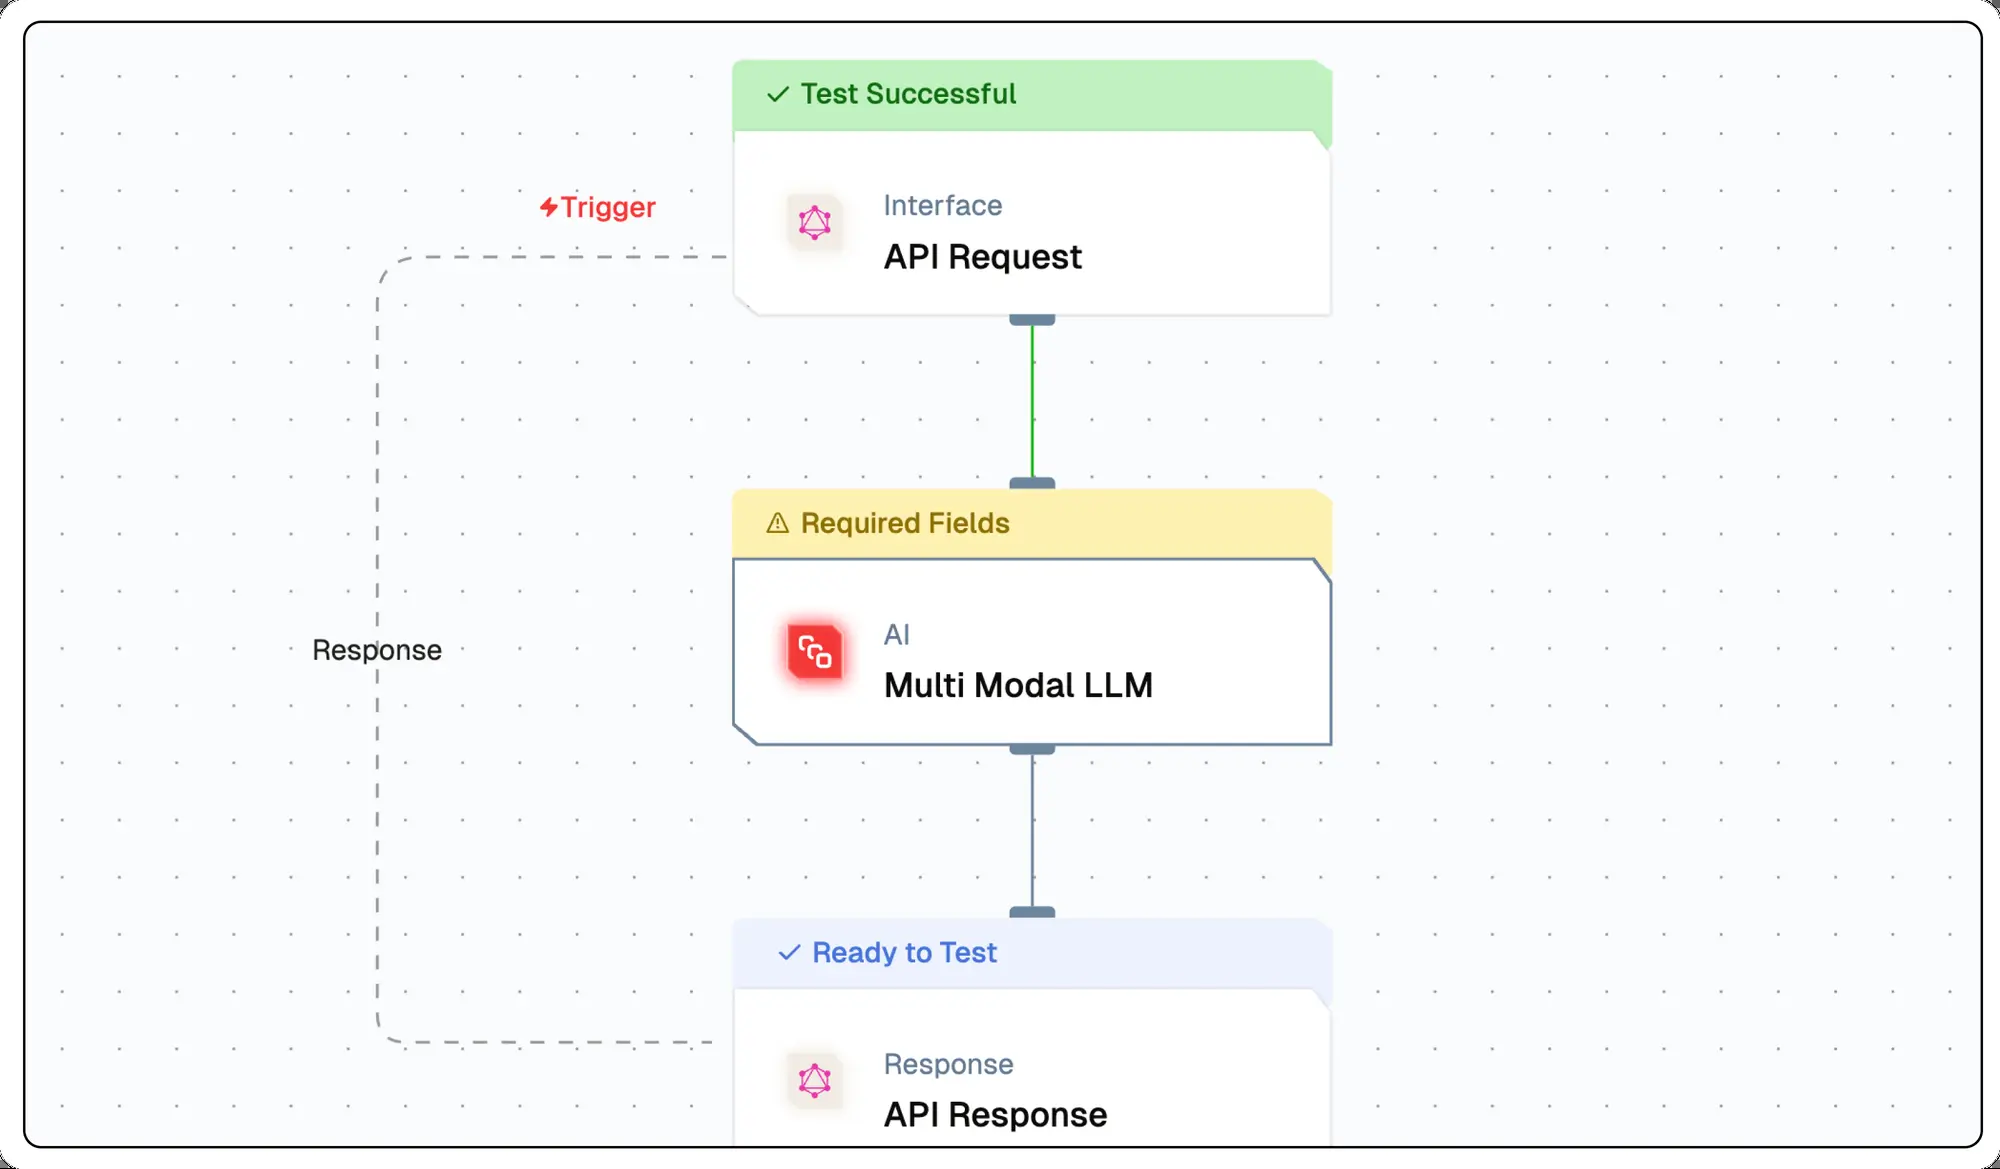 Test Successful
Trigger
Interface
API Request
Required Fields
AI
Multi Modal LLM
Response
Ready to Test
Response
API Response